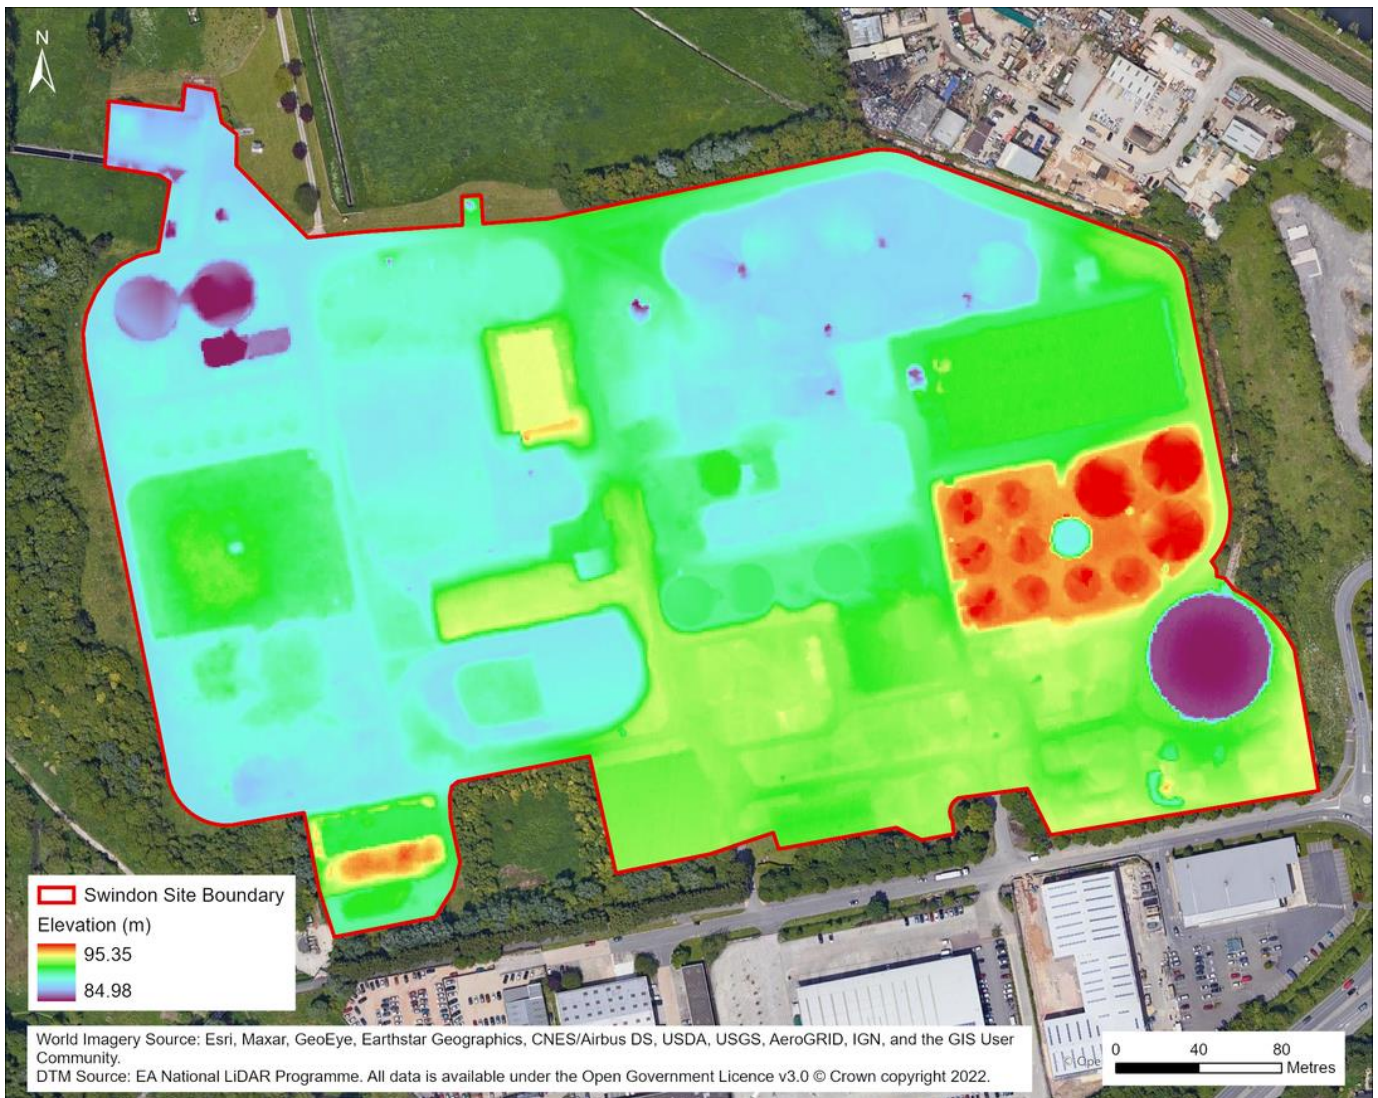 N
Swindon Site Boundary
Elevation (m)
95.35
84.98
World Imagery Source: Esri, Maxar, GeoEye, Earthstar Geographics, CNES/Airbus DS, USDA, USGS, AeroGRID, IGN, and the GIS User
Community.
DTM Source: EA National LiDAR Programme. All data is available under the Open Government Licence v3.0 © Crown copyright 2022.
© Ope
0 40 80
Metres